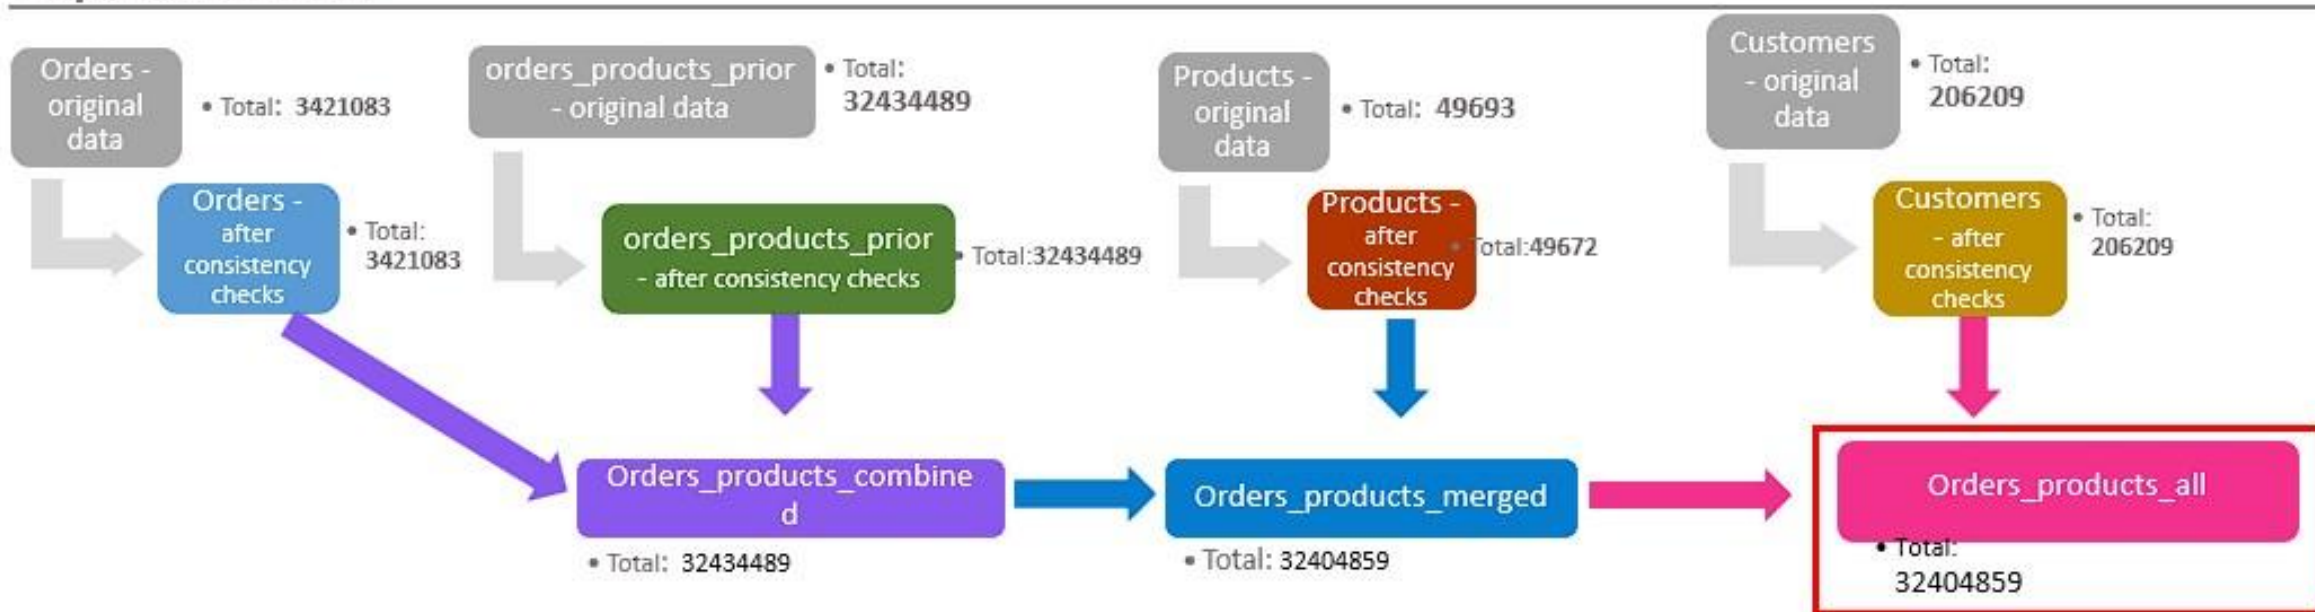 Orders -
original
data
• Total: 3421083
orders_products_prior
- original data
• Total:
32434489
Products -
original
data
• Total: 49693
Customers
- original
data
• Total:
206209
Orders -
after
consistency
checks
• Total:
3421083
orders_products_prior
- after consistency checks
• Total:32434489
Products -
after
consistency
checks
• Total:49672
Customers
- after
consistency
checks
• Total:
206209
Orders_products_combine
d
• Total: 32434489
Orders_products_merged
• Total: 32404859
Orders_products_all
• Total:
32404859